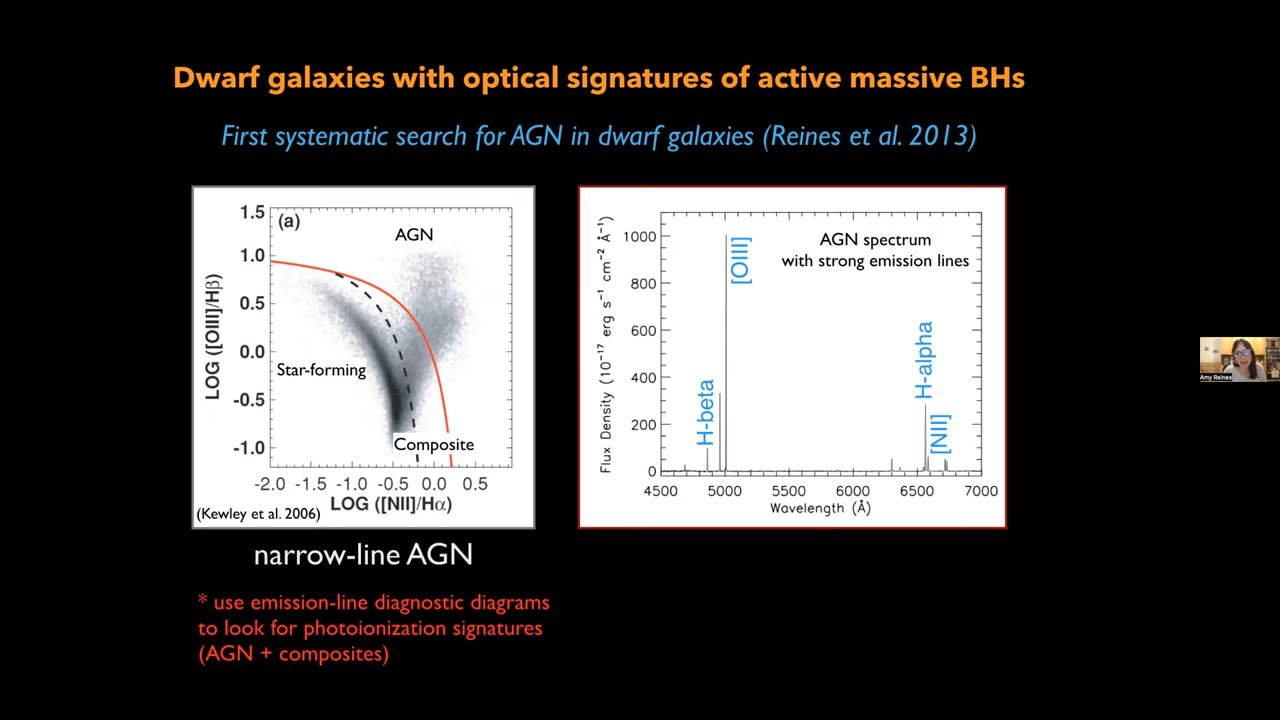 Dwarf galaxies with optical signatures of active massive BHs
First systematic search for AGN in dwarf galaxies (Reines et al. 2013)
(a)
AGN
Star-forming
Composite
LOG ([OIII]/Hβ)
1.5
1.0
0.5
0.0
-0.5
-1.0
-2.0 -1.5 -1.0 -0.5 0.0 0.5
LOG ([NII]/Hα)
(Kewley et al. 2006)
AGN spectrum
with strong emission lines
[OIII]
H-beta
H-alpha
[NII]
Flux Density (10⁻¹⁷ erg s⁻¹ cm⁻² Å⁻¹)
1000
800
600
400
200
0
4500 5000 5500 6000 6500 7000
Wavelength (Å)
narrow-line AGN
* use emission-line diagnostic diagrams
to look for photoionization signatures
(AGN + composites)
Amy Reines